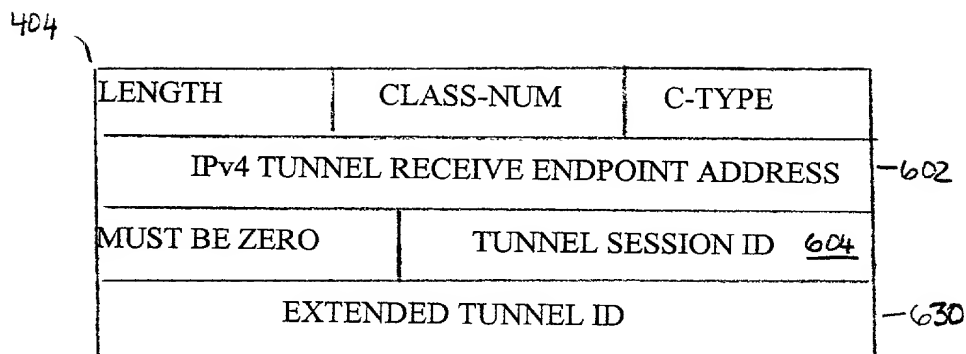 404
LENGTH CLASS-NUM C-TYPE
IPv4 TUNNEL RECEIVE ENDPOINT ADDRESS 602
MUST BE ZERO TUNNEL SESSION ID 604
EXTENDED TUNNEL ID 630